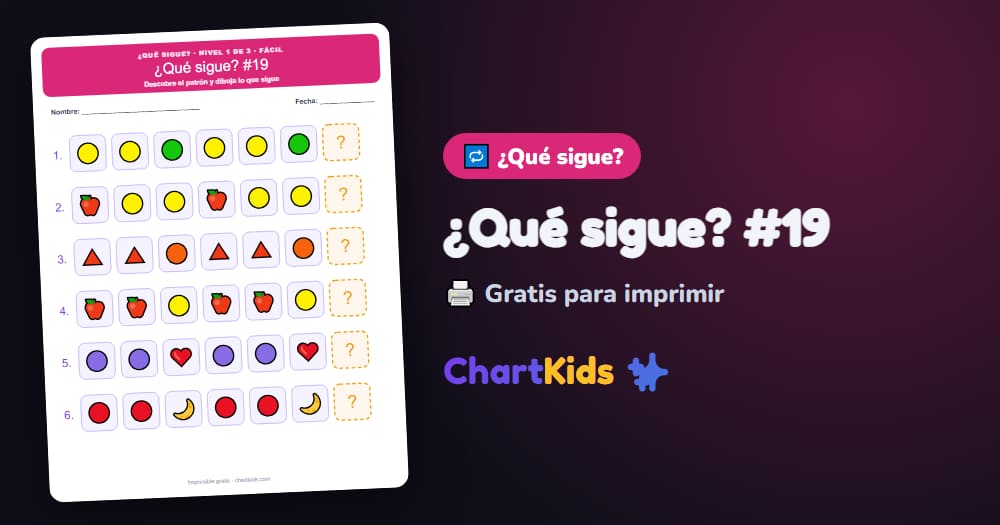 ¿QUÉ SIGUE? · NIVEL 1 DE 3 · FÁCIL
¿Qué sigue? #19
Descubre el patrón y dibuja lo que sigue
Nombre: ____________ Fecha: ____________
1. ?
2. ?
3. ?
4. ?
5. ?
6. ?
Imprimible gratis · chartkids.com
¿Qué sigue?
¿Qué sigue? #19
Gratis para imprimir
ChartKids